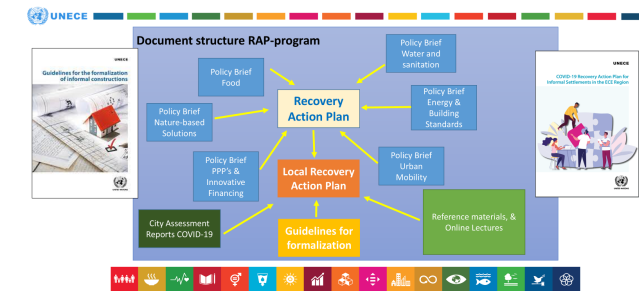 UNECE
Document structure RAP-program
UNECE
Guidelines for the formalization
of informal constructions
Policy Brief
Food
Policy Brief
Water and
sanitation
Policy Brief
Nature-based
Solutions
Recovery
Action Plan
Policy Brief
Energy &
Building
Standards
Policy Brief
PPP's &
Innovative
Financing
Local Recovery
Action Plan
Policy Brief
Urban
Mobility
City Assessment
Reports COVID-19
Guidelines for
formalization
Reference materials, &
Online Lectures
UNECE
COVID-19 Recovery Action Plan for
Informal Settlements in the ECE Region